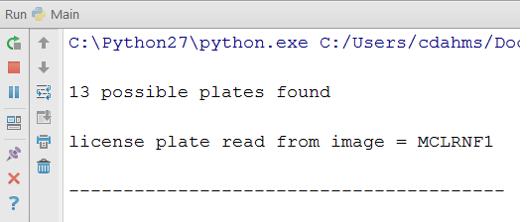 Run Main
C:\Python27\python.exe C:/Users/cdahms/Doc
13 possible plates found
license plate read from image = MCLRNF1
----------------------------------------